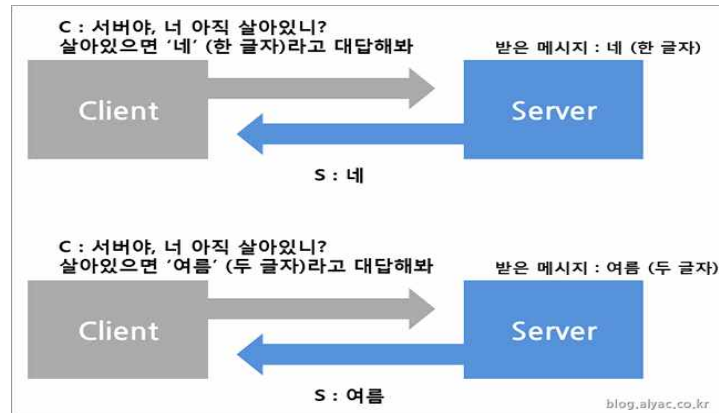 C : 서버야, 너 아직 살아있니?
살아있으면 '네' (한 글자)라고 대답해봐
받은 메시지 : 네 (한 글자)
Client
Server
S : 네
C : 서버야, 너 아직 살아있니?
살아있으면 '여름' (두 글자)라고 대답해봐
받은 메시지 : 여름 (두 글자)
Client
Server
S : 여름
blog.alyac.co.kr